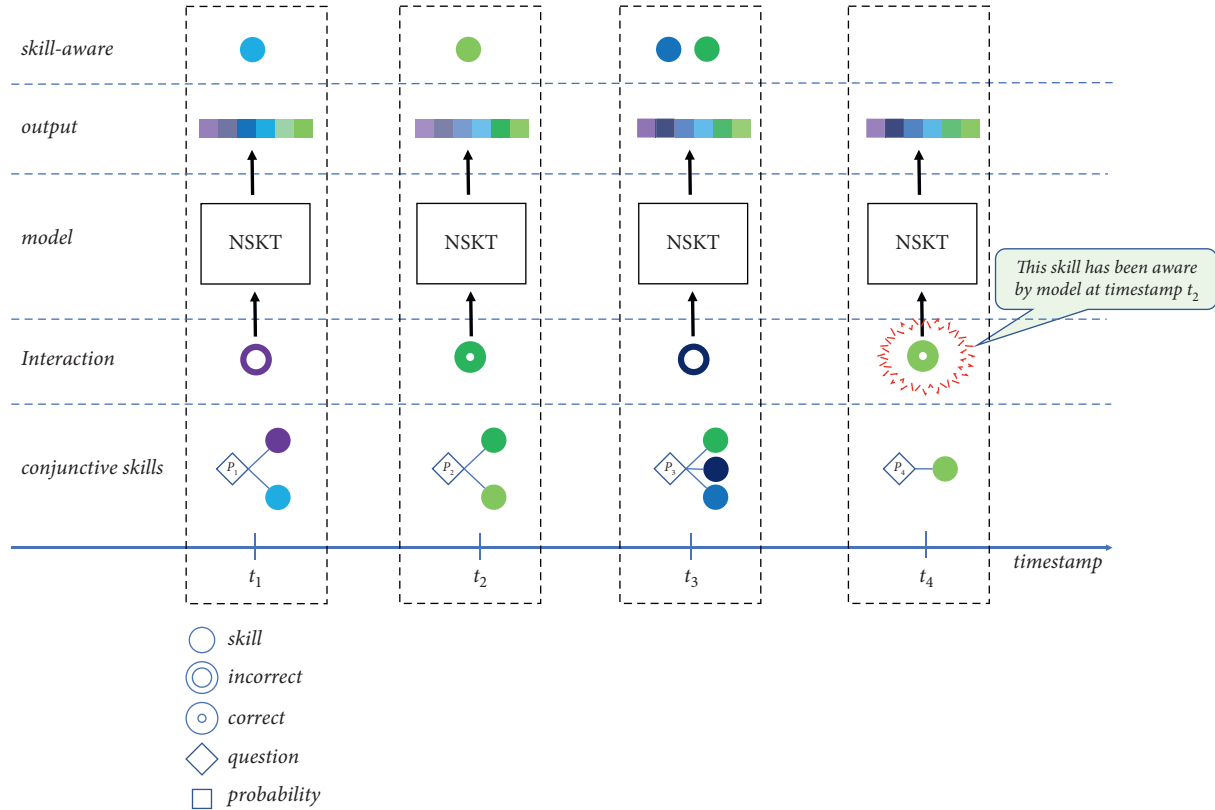 skill-aware
output
model
NSKT
NSKT
NSKT
NSKT
This skill has been aware
by model at timestamp t2
Interaction
conjunctive skills
P1
P2
P3
P4
t1
t2
t3
t4
timestamp
skill
incorrect
correct
question
probability